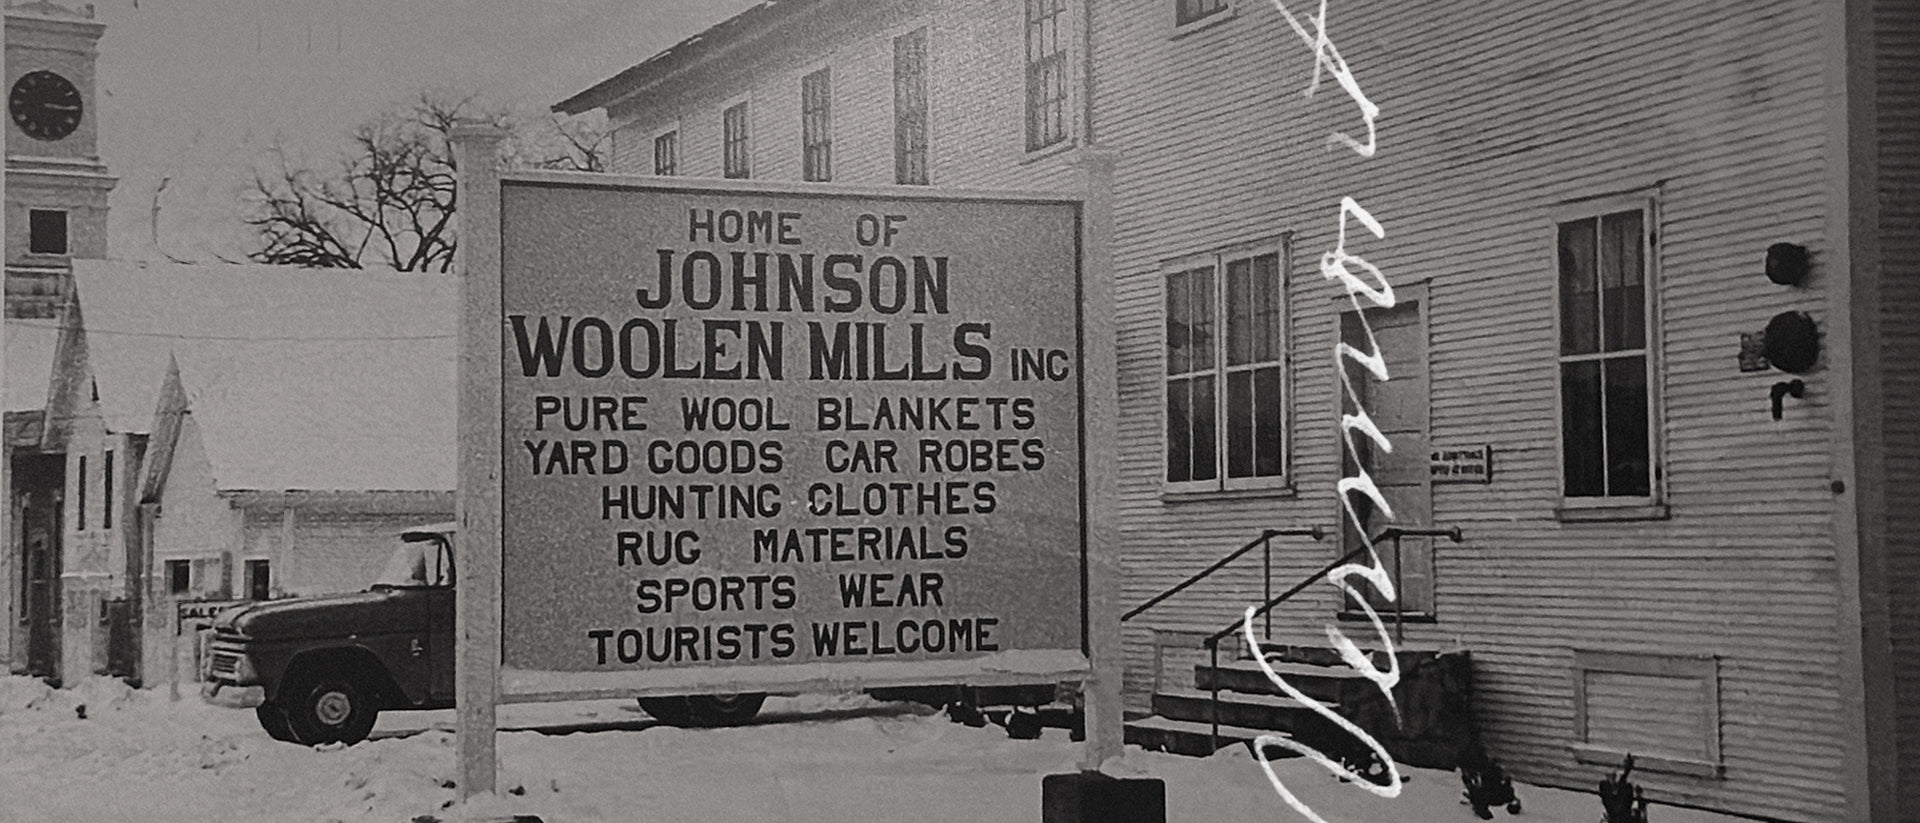 HOME OF
JOHNSON
WOOLEN MILLS INC
PURE WOOL BLANKETS
YARD GOODS CAR ROBES
HUNTING CLOTHES
RUG MATERIALS
SPORTS WEAR
TOURISTS WELCOME
Vermont